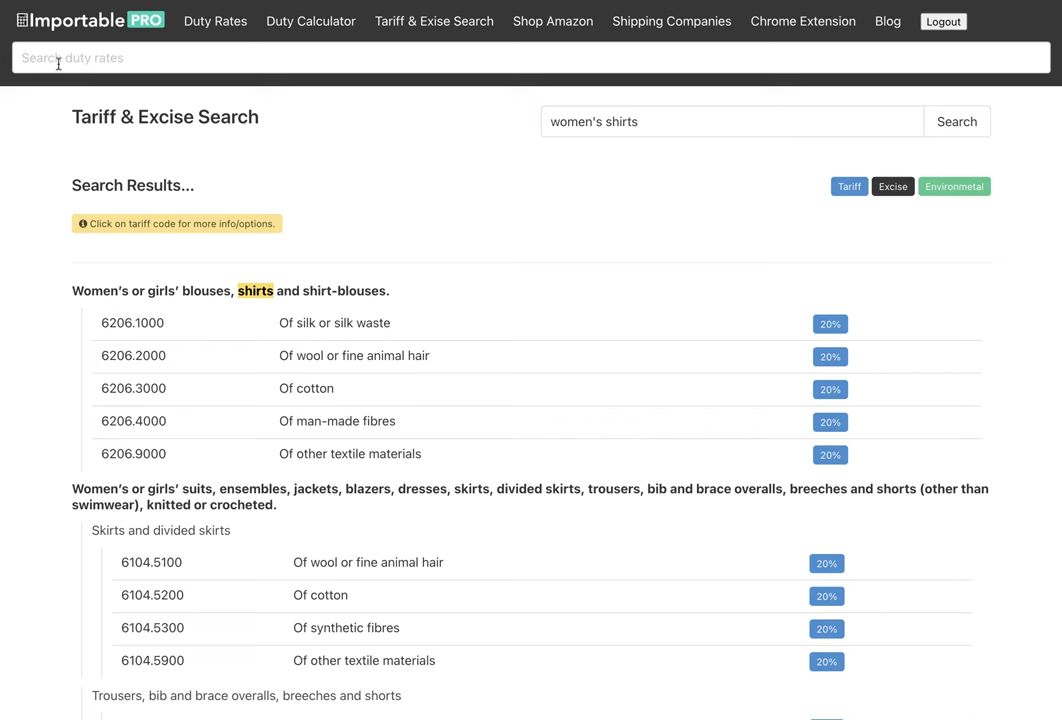 Importable PRO Duty Rates Duty Calculator Tariff & Exise Search Shop Amazon Shipping Companies Chrome Extension Blog Logout
Search duty rates
Tariff & Excise Search women's shirts Search
Search Results... Tariff Excise Environmetal
Click on tariff code for more info/options.
Women’s or girls’ blouses, shirts and shirt-blouses.
6206.1000 Of silk or silk waste 20%
6206.2000 Of wool or fine animal hair 20%
6206.3000 Of cotton 20%
6206.4000 Of man-made fibres 20%
6206.9000 Of other textile materials 20%
Women’s or girls’ suits, ensembles, jackets, blazers, dresses, skirts, divided skirts, trousers, bib and brace overalls, breeches and shorts (other than
swimwear), knitted or crocheted.
Skirts and divided skirts
6104.5100 Of wool or fine animal hair 20%
6104.5200 Of cotton 20%
6104.5300 Of synthetic fibres 20%
6104.5900 Of other textile materials 20%
Trousers, bib and brace overalls, breeches and shorts